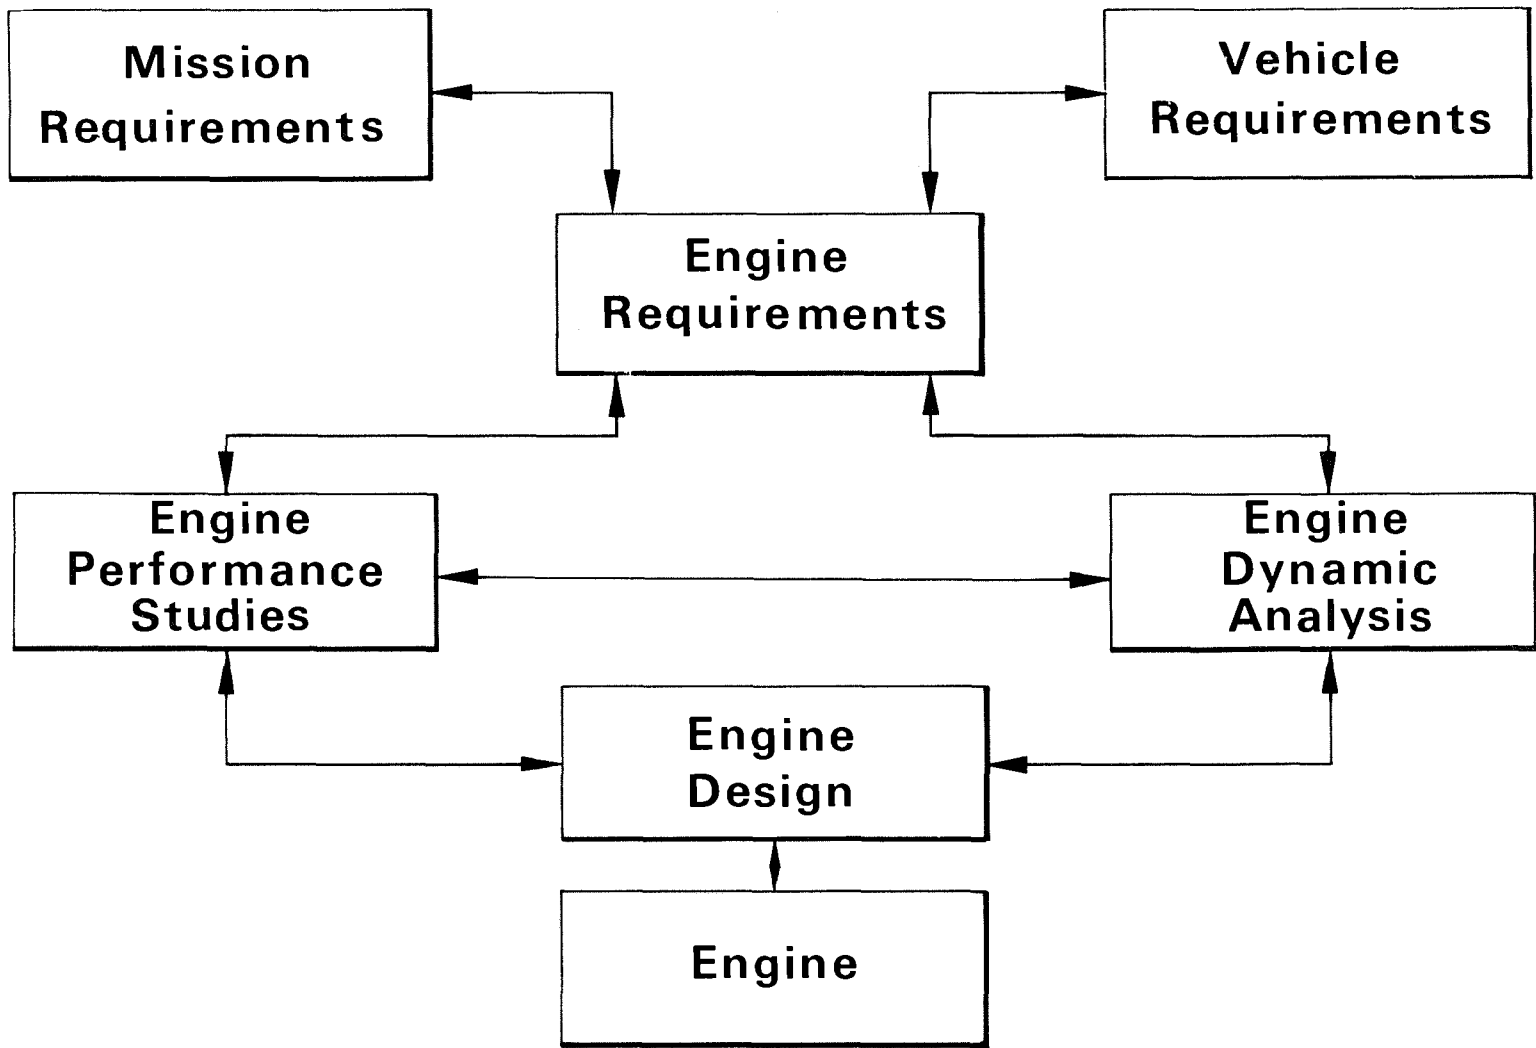 Mission
Requirements
Vehicle
Requirements
Engine
Requirements
Engine
Performance
Studies
Engine
Dynamic
Analysis
Engine
Design
Engine